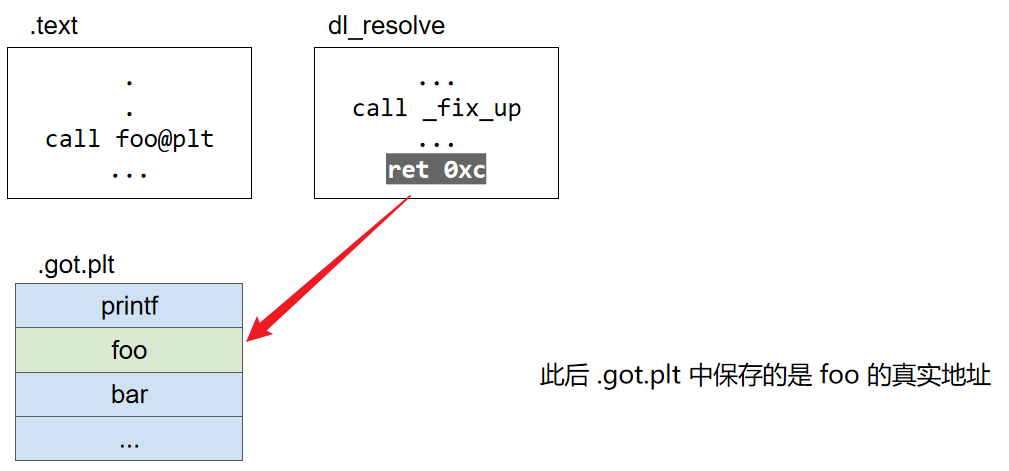 .text
.
.
call foo@plt
...
dl_resolve
...
call _fix_up
...
ret 0xc
.got.plt
printf
foo
bar
...
此后 .got.plt 中保存的是 foo 的真实地址